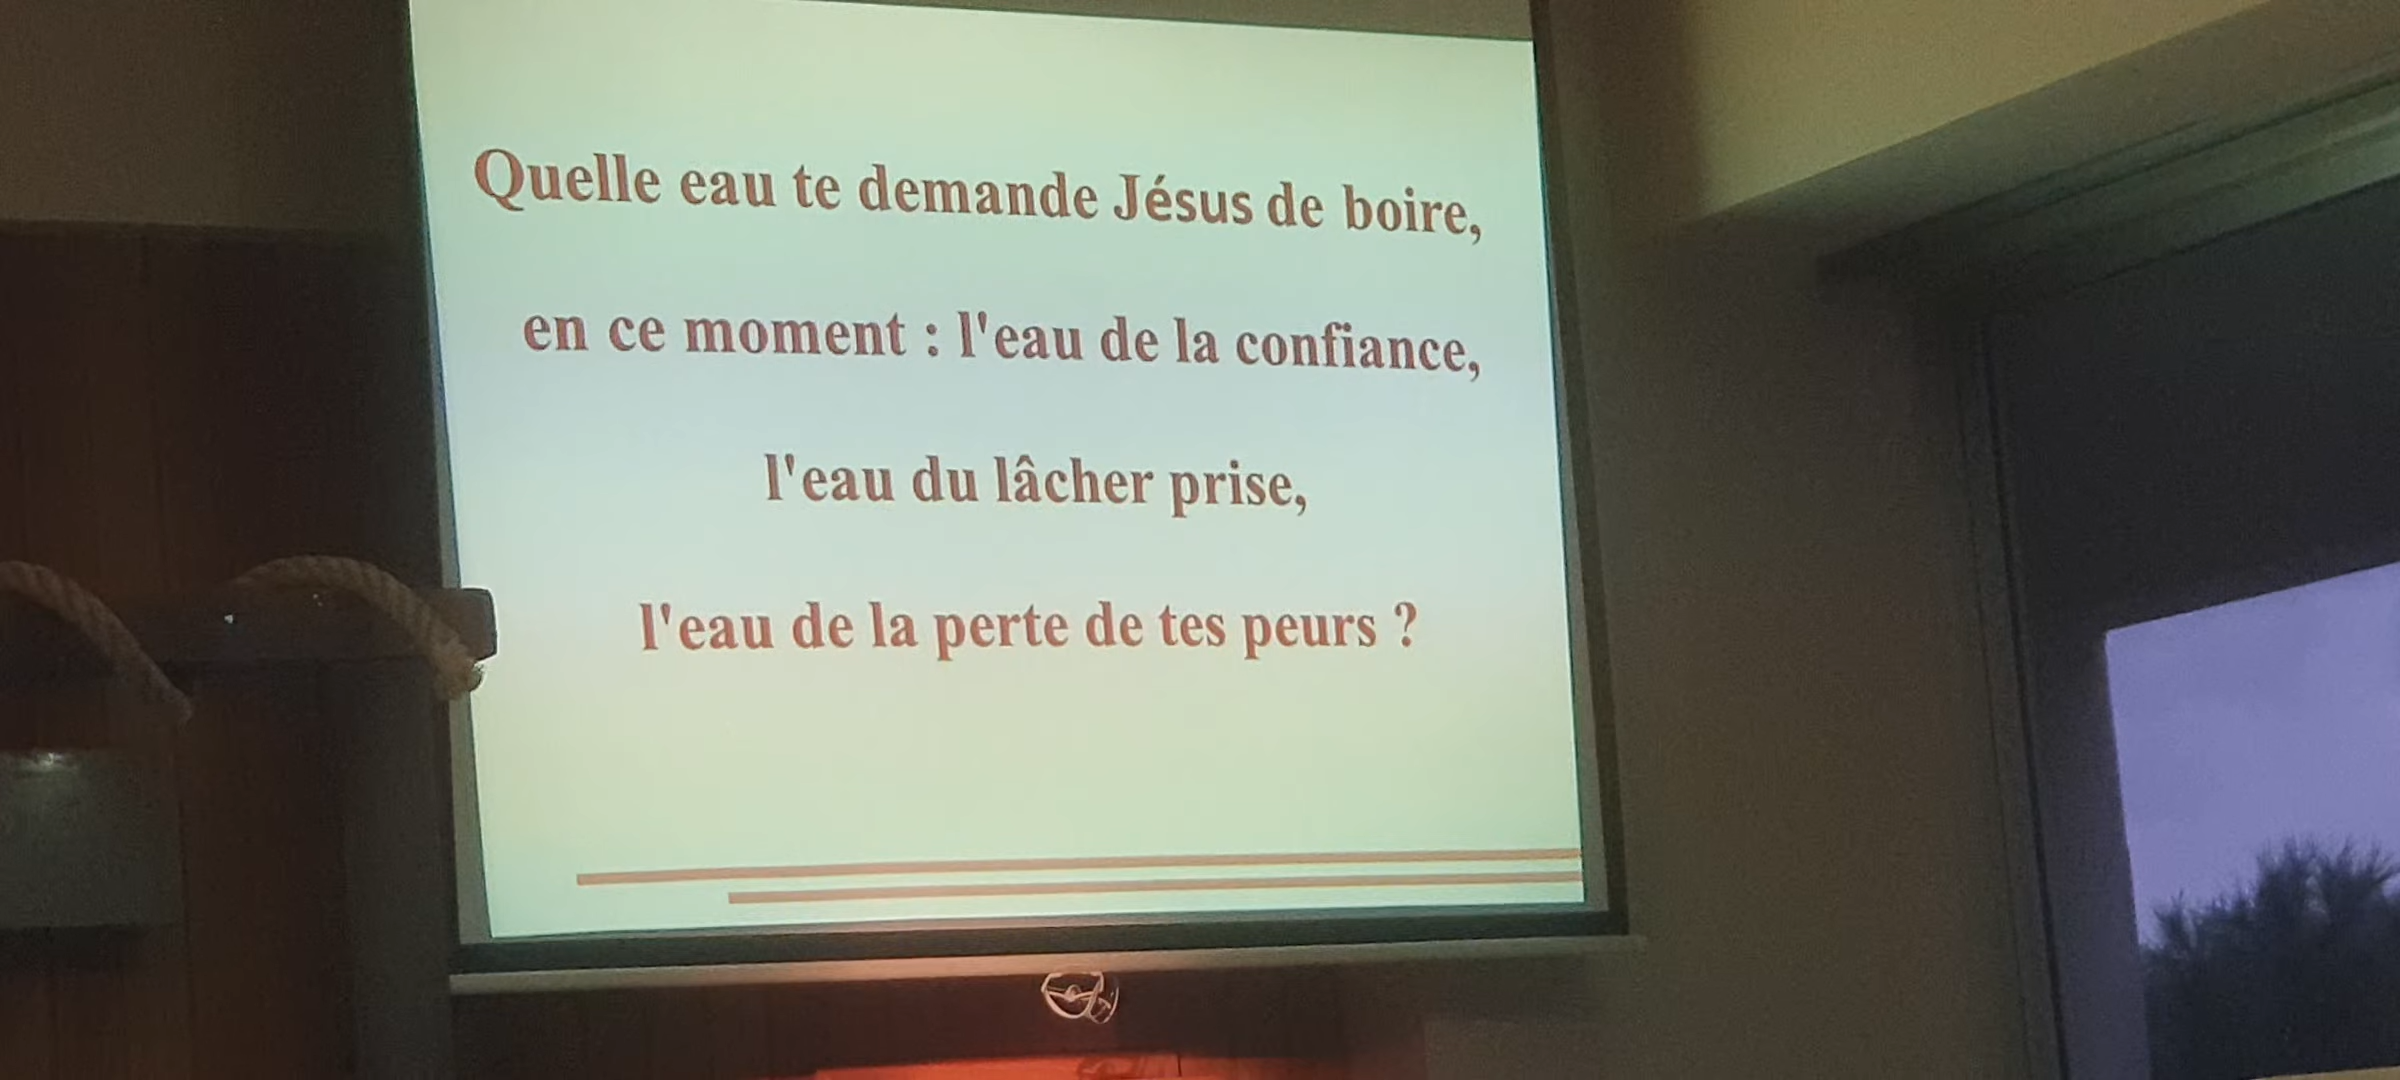 Quelle eau te demande Jésus de boire,
en ce moment : l'eau de la confiance,
l'eau du lâcher prise,
l'eau de la perte de tes peurs ?